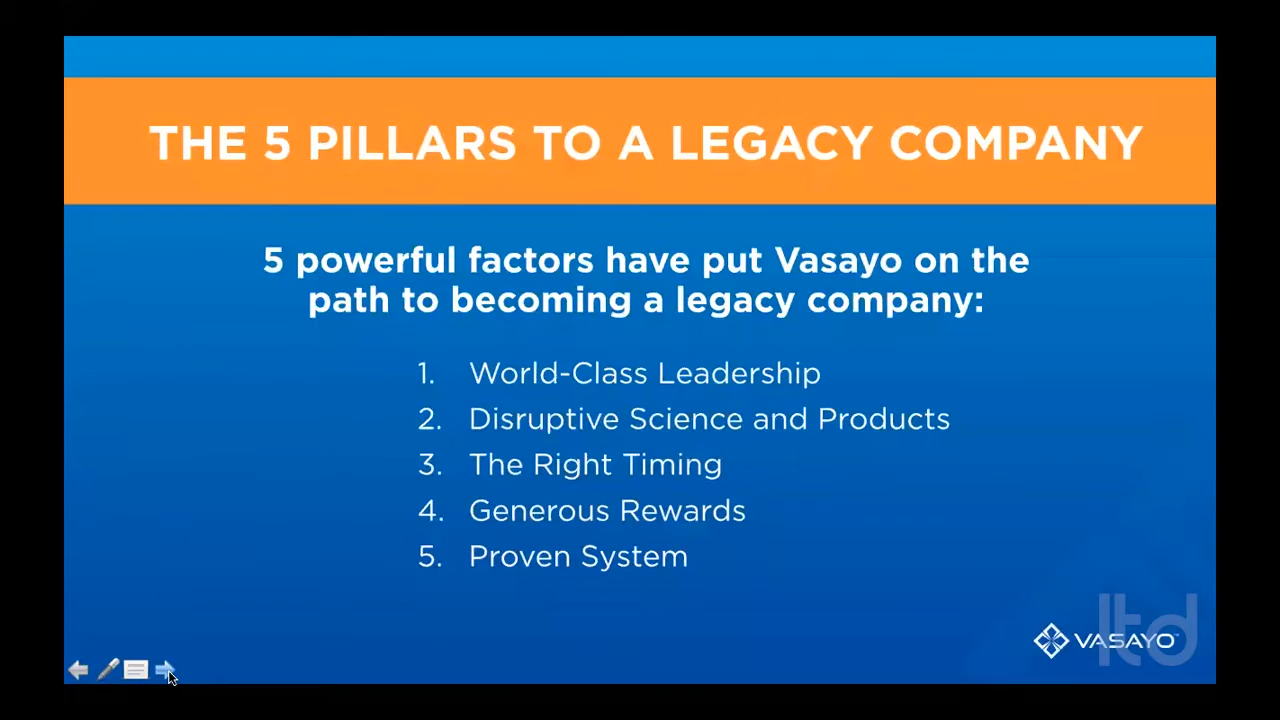 THE 5 PILLARS TO A LEGACY COMPANY
5 powerful factors have put Vasayo on the
path to becoming a legacy company:
1. World-Class Leadership
2. Disruptive Science and Products
3. The Right Timing
4. Generous Rewards
5. Proven System
VASAYO
ltd